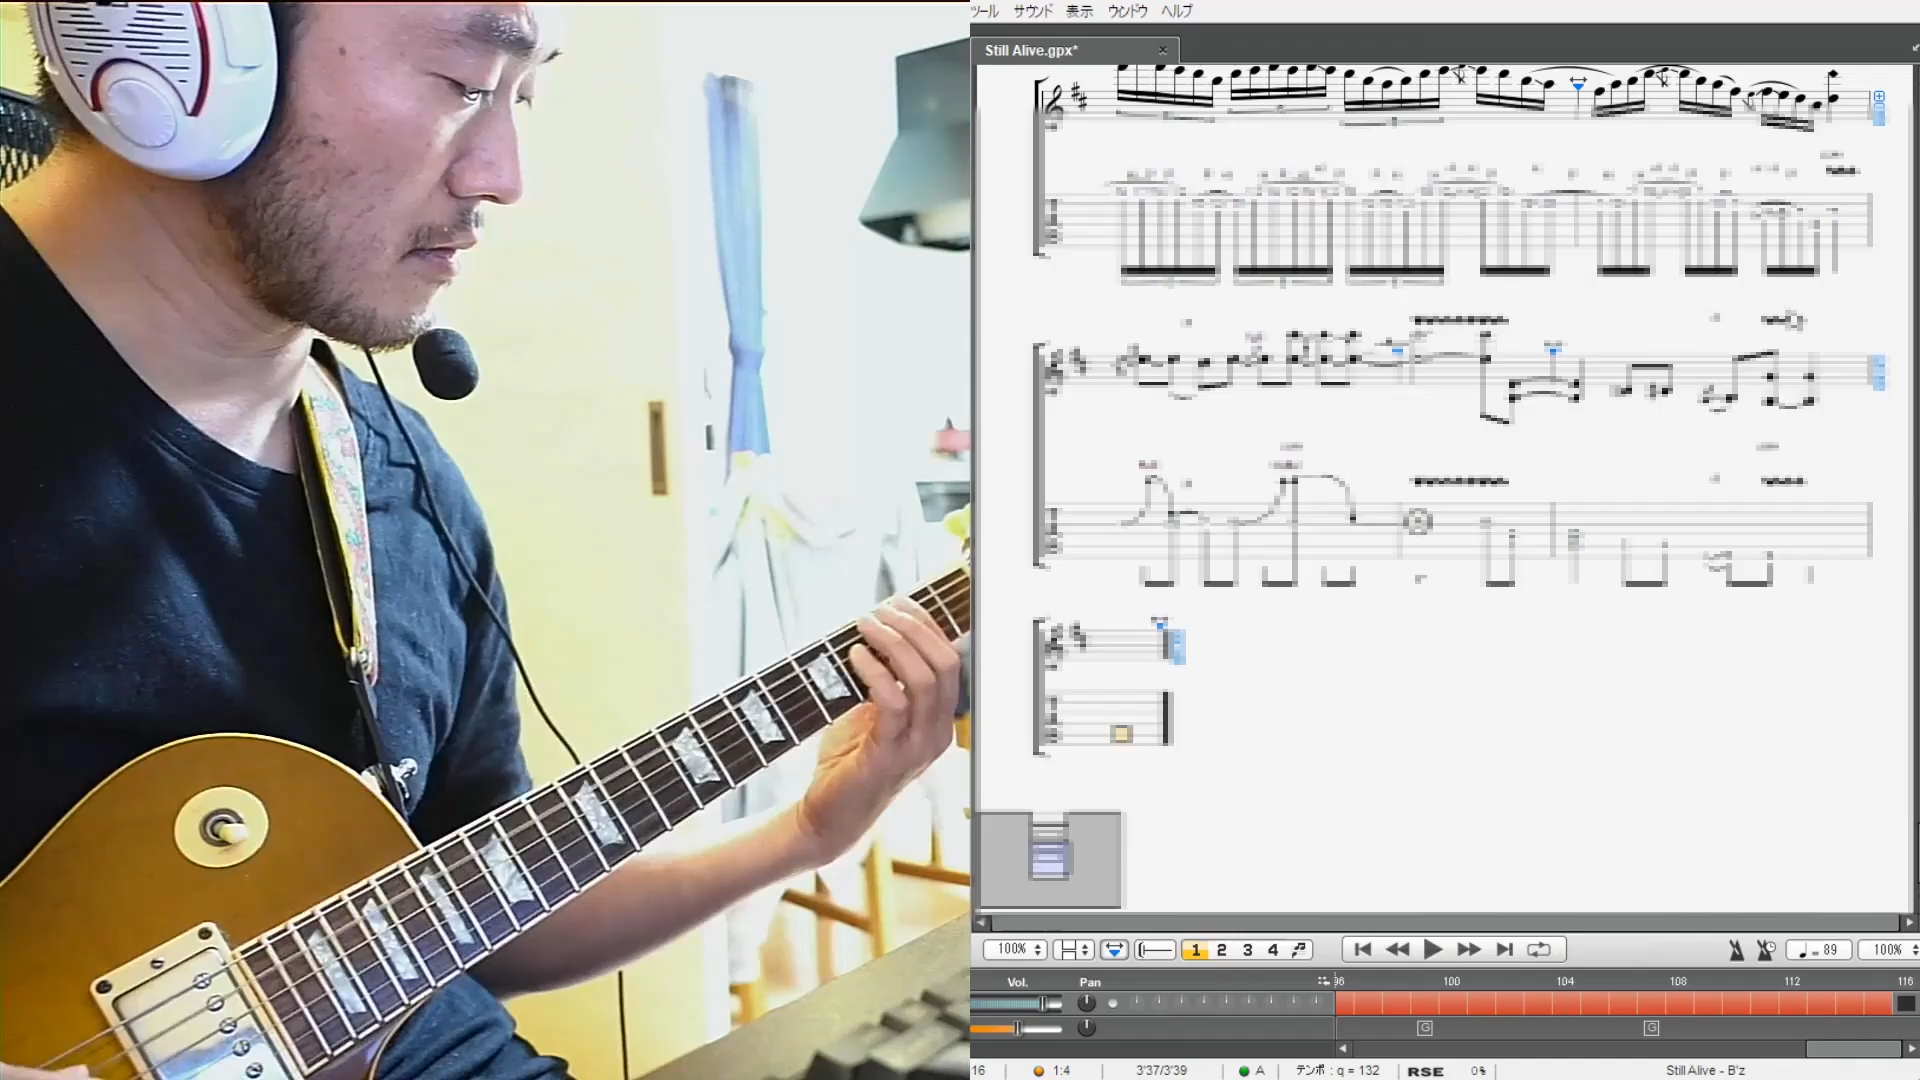 ツール サウンド 表示 ウィンドウ ヘルプ
Still Alive.gpx* ×
100% 1 2 3 4 = 89 100%
Vol. Pan 96 100 104 108 112 116
G G
16 1:4 3'37/3'39 A テンポ : q = 132 RSE 0% Still Alive - B'z